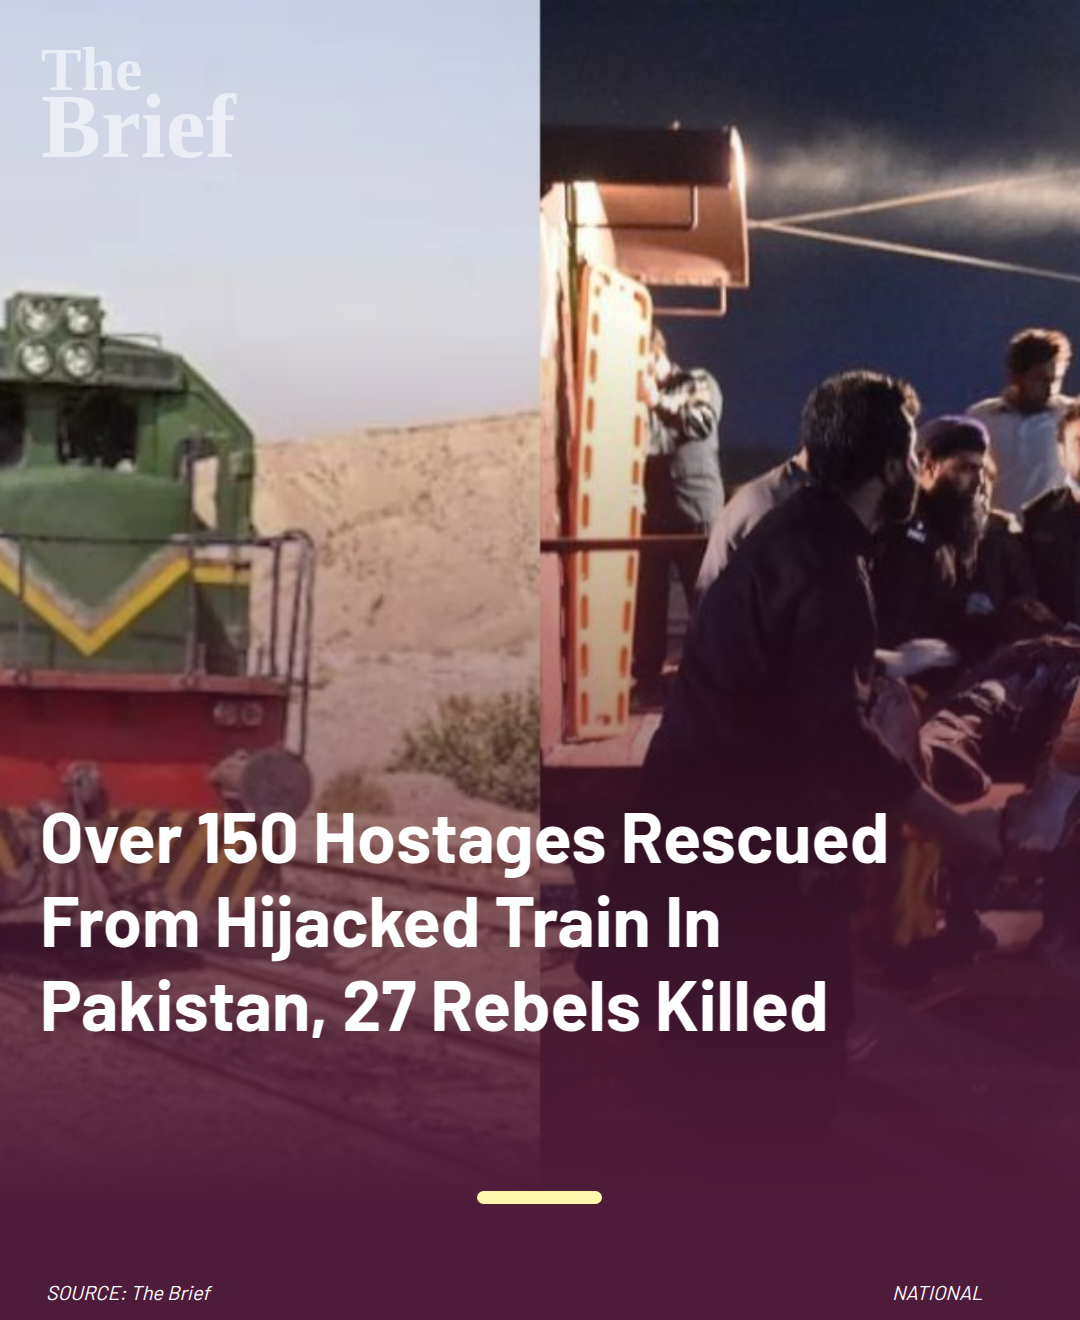 The
Brief
Over 150 Hostages Rescued
From Hijacked Train In
Pakistan, 27 Rebels Killed
SOURCE: The Brief
NATIONAL